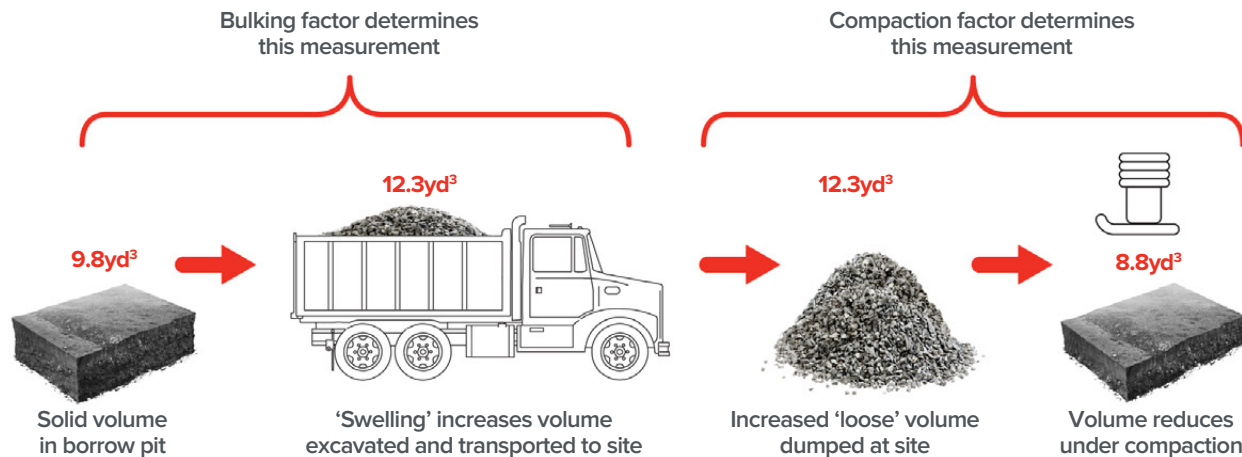 Bulking factor determines
this measurement
Compaction factor determines
this measurement
9.8yd³
12.3yd³
12.3yd³
8.8yd³
Solid volume
in borrow pit
‘Swelling’ increases volume
excavated and transported to site
Increased ‘loose’ volume
dumped at site
Volume reduces
under compaction